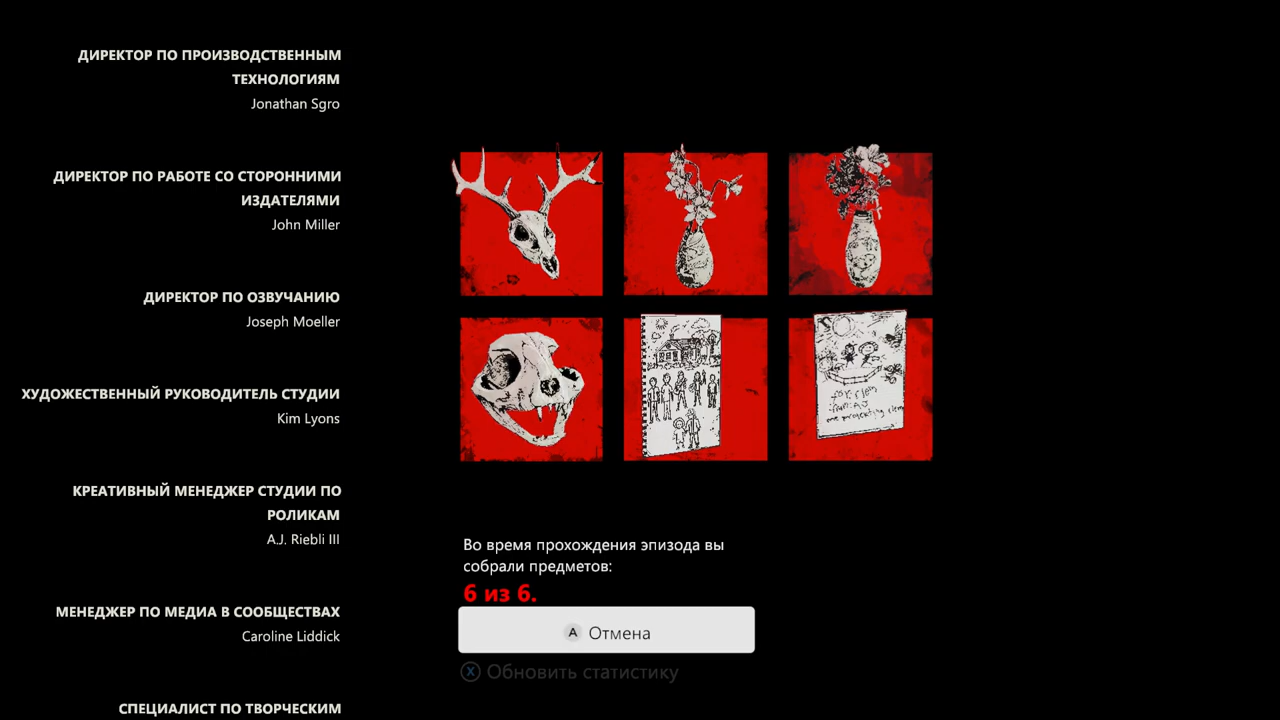 ДИРЕКТОР ПО ПРОИЗВОДСТВЕННЫМ
ТЕХНОЛОГИЯМ
Jonathan Sgro
ДИРЕКТОР ПО РАБОТЕ СО СТОРОННИМИ
ИЗДАТЕЛЯМИ
John Miller
ДИРЕКТОР ПО ОЗВУЧАНИЮ
Joseph Moeller
ХУДОЖЕСТВЕННЫЙ РУКОВОДИТЕЛЬ СТУДИИ
Kim Lyons
КРЕАТИВНЫЙ МЕНЕДЖЕР СТУДИИ ПО
РОЛИКАМ
A.J. Riebli III
МЕНЕДЖЕР ПО МЕДИА В СООБЩЕСТВАХ
Caroline Liddick
СПЕЦИАЛИСТ ПО ТВОРЧЕСКИМ
Во время прохождения эпизода вы
собрали предметов:
6 из 6.
A Отмена
X Обновить статистику